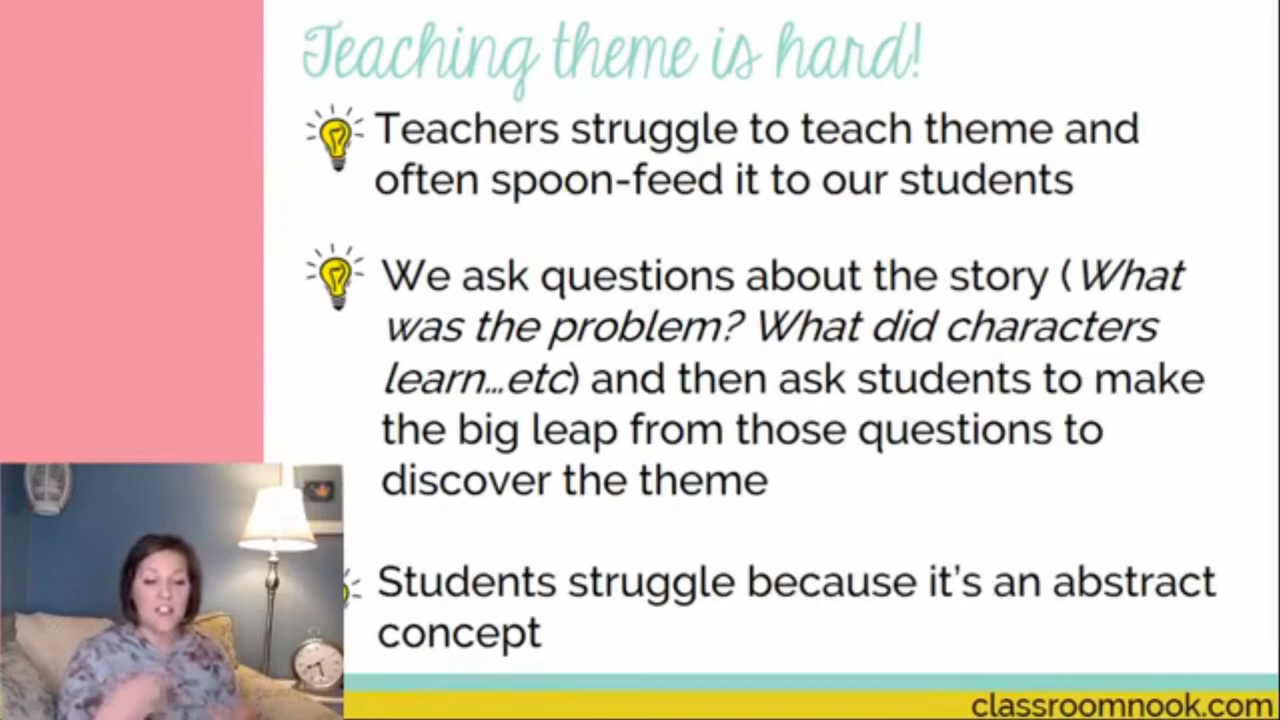 Teaching theme is hard!
Teachers struggle to teach theme and
often spoon-feed it to our students
We ask questions about the story (What
was the problem? What did characters
learn...etc) and then ask students to make
the big leap from those questions to
discover the theme
Students struggle because it's an abstract
concept
classroomnook.com